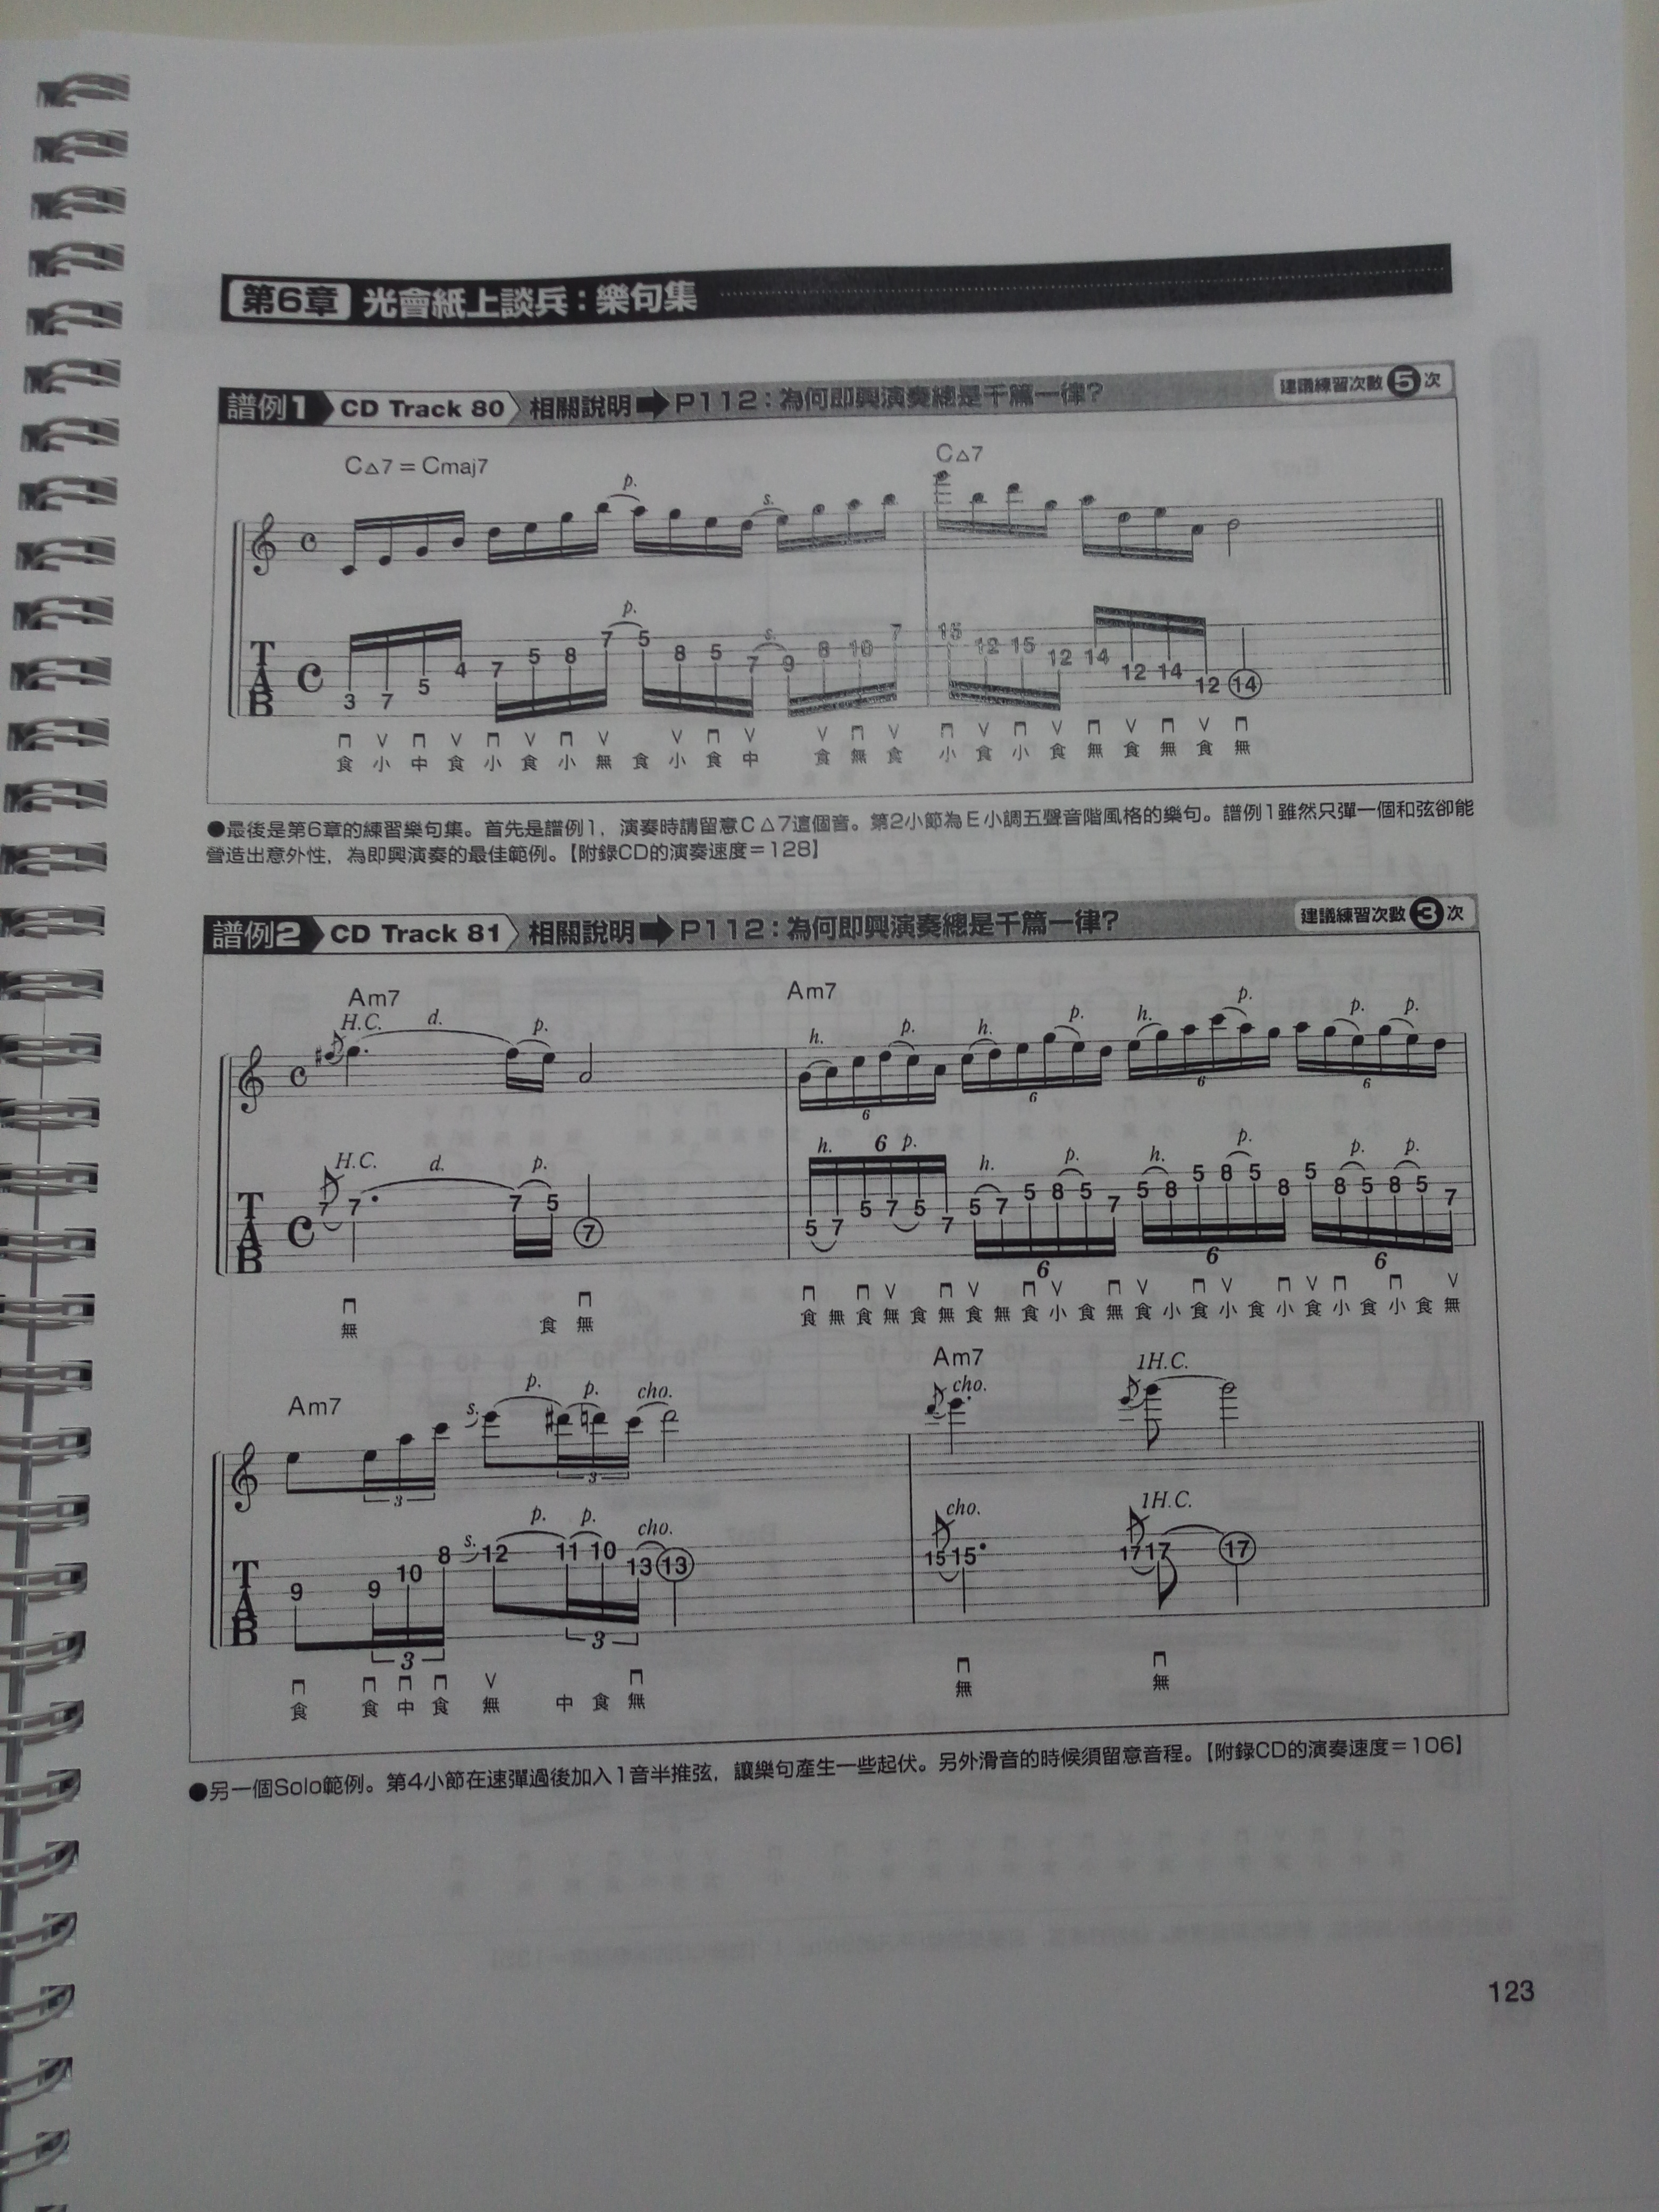 第6章 光會紙上談兵：樂句集
譜例1 CD Track 80 相關說明➡P112：為何即興演奏總是千篇一律？ 建議練習次數5次
C△7＝Cmaj7 C△7
p. s.
p. s.
T A B C 3 7 5 4 7 5 8 7 5 8 5 7 9 8 10 7 15 12 15 12 14 12 14 12 14
食 小 中 食 小 食 小 無 食 小 食 中 食 無 食 小 食 小 食 無 食 無 食 無
●最後是第6章的練習樂句集。首先是譜例1，演奏時請留意C△7這個音。第2小節為E小調五聲音階風格的樂句。譜例1雖然只彈一個和弦卻能
營造出意外性，為即興演奏的最佳範例。【附錄CD的演奏速度＝128】
譜例2 CD Track 81 相關說明➡P112：為何即興演奏總是千篇一律？ 建議練習次數3次
Am7 Am7
H.C. d. p. h. p. h. p. h. p. p. p.
6 6 6 6
H.C. d. p. h. 6 p. h. p. h. p. p. p.
T A B C 7 7 7 5 7 5 7 5 7 5 7 5 7 5 8 5 7 5 8 5 8 5 8 5 8 5 8 5 7
6 6 6
無 食 無 食 無 食 無 食 無 食 無 食 小 食 無 食 小 食 小 食 小 食 小 食 小 食 無
Am7 Am7
s. p. p. cho. cho. 1H.C.
3 3
s. p. p. cho. cho. 1H.C.
T A B 9 9 10 8 12 11 10 13 13 15 15 17 17 17
3 3
食 食 中 食 無 中 食 無 無 無
●另一個Solo範例。第4小節在速彈過後加入1音半推弦，讓樂句產生一些起伏。另外滑音的時候須留意音程。【附錄CD的演奏速度＝106】
123